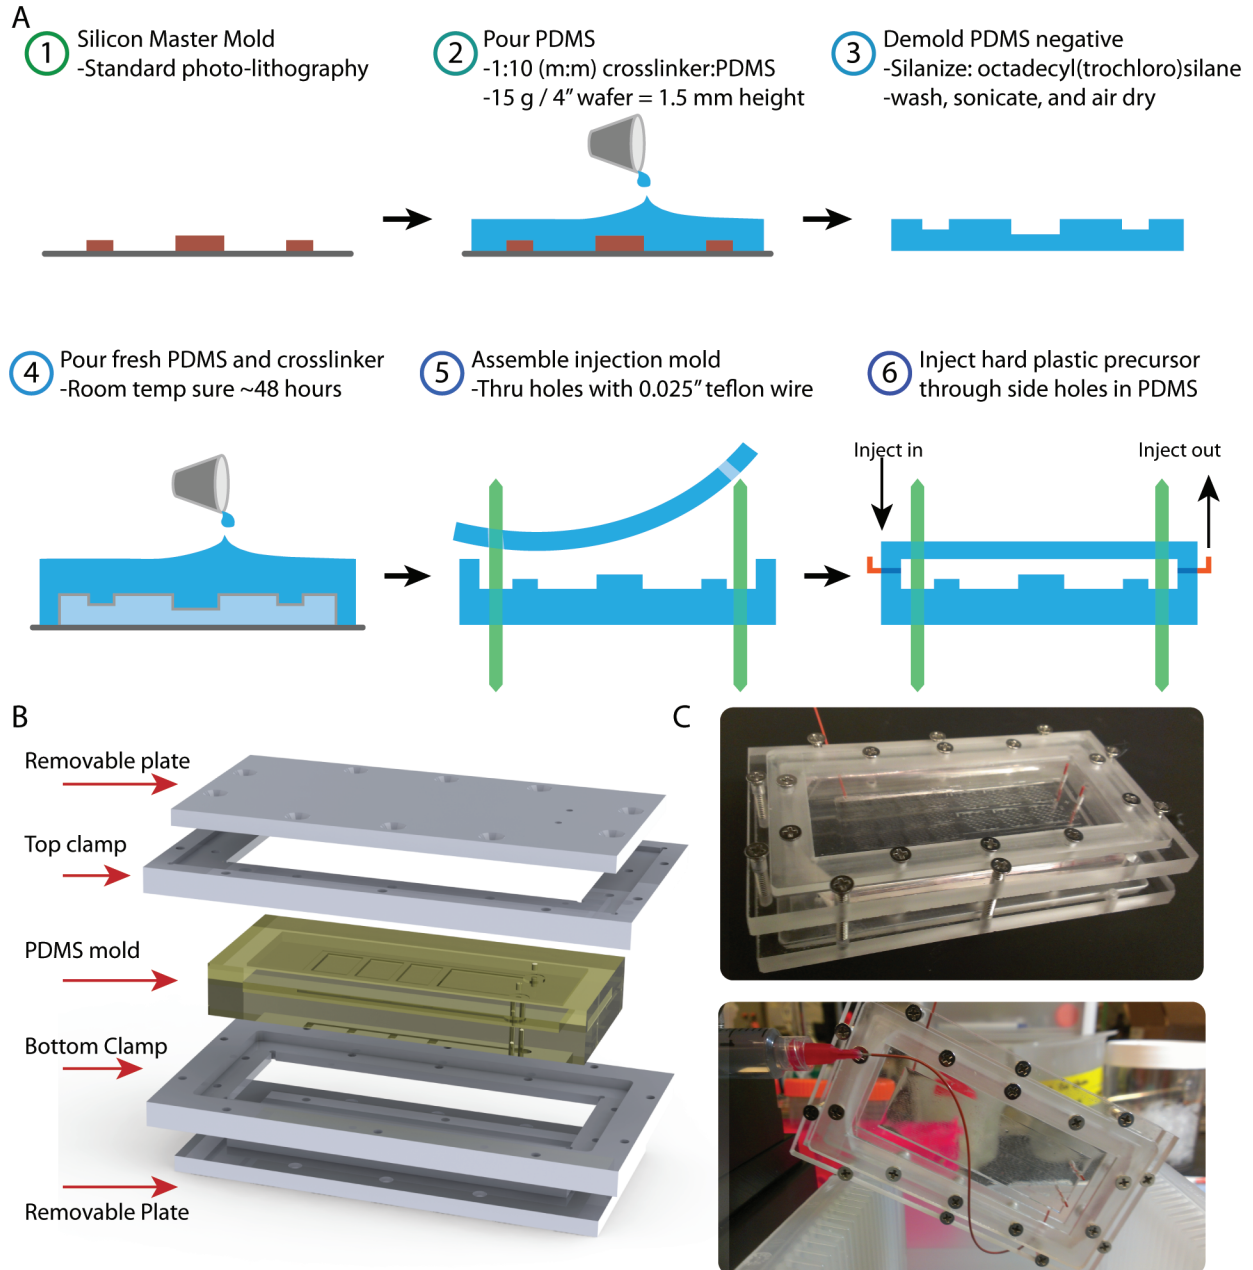 A
1 Silicon Master Mold
-Standard photo-lithography
2 Pour PDMS
-1:10 (m:m) crosslinker:PDMS
-15 g / 4” wafer = 1.5 mm height
3 Demold PDMS negative
-Silanize: octadecyl(trochloro)silane
-wash, sonicate, and air dry
4 Pour fresh PDMS and crosslinker
-Room temp sure ~48 hours
5 Assemble injection mold
-Thru holes with 0.025” teflon wire
6 Inject hard plastic precursor
through side holes in PDMS
Inject in
Inject out
B
Removable plate
Top clamp
PDMS mold
Bottom Clamp
Removable Plate
C